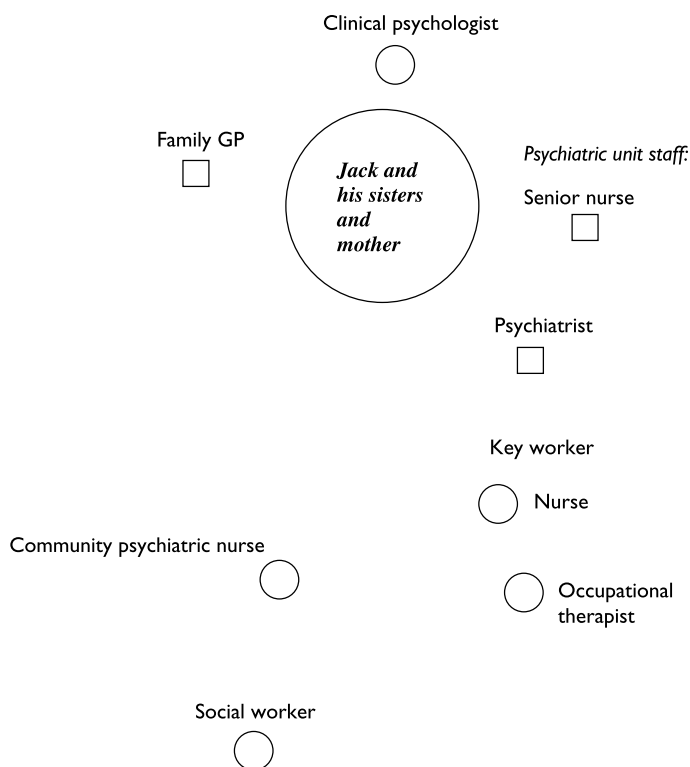 Clinical psychologist
Family GP
Jack and
his sisters
and
mother
Psychiatric unit staff:
Senior nurse
Psychiatrist
Key worker
Nurse
Community psychiatric nurse
Occupational
therapist
Social worker